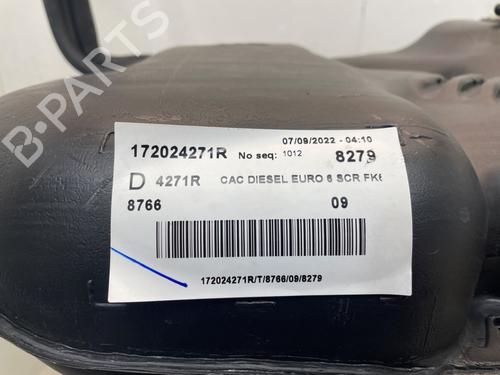 B-PARTS
07/09/2022 - 04:10
172024271R No seq: 1012 8279
D 4271R CAC DIESEL EURO 6 SCR FK6
8766 09
172024271R/T/8766/09/8279